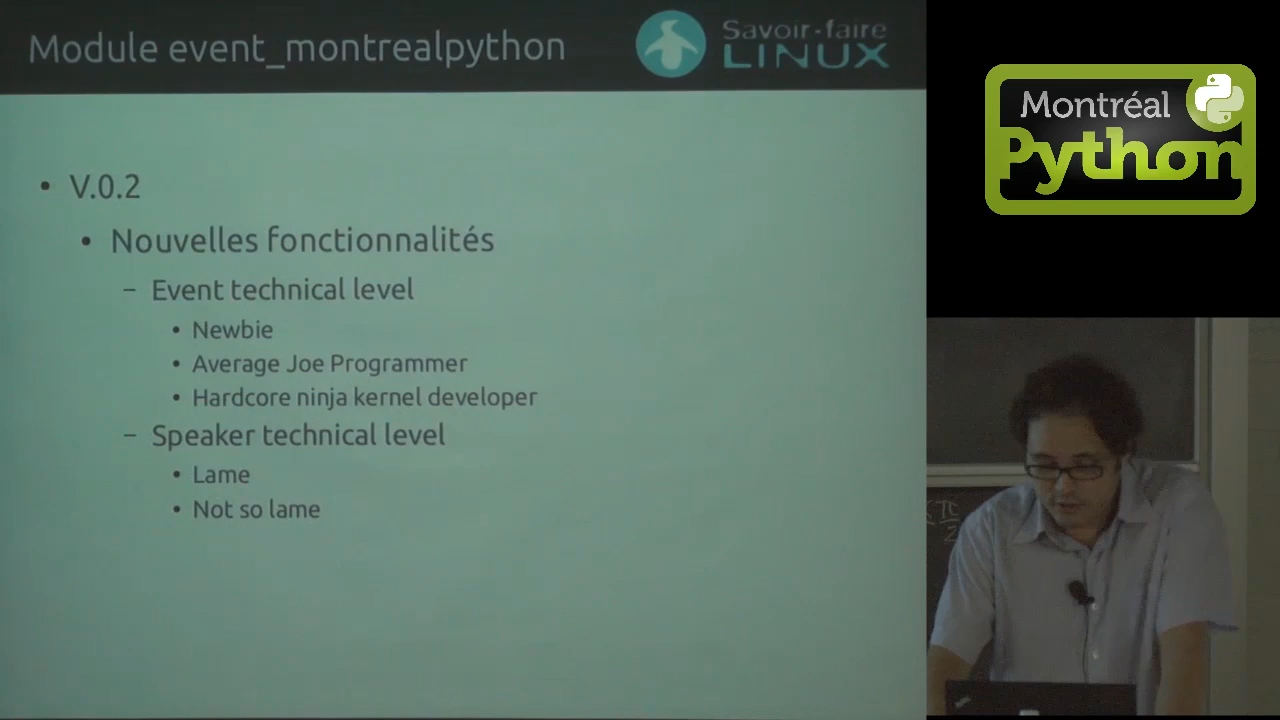 Module event_montrealpython
Savoir-faire
LINUX
• V.0.2
• Nouvelles fonctionnalités
– Event technical level
• Newbie
• Average Joe Programmer
• Hardcore ninja kernel developer
– Speaker technical level
• Lame
• Not so lame
Montréal
Python